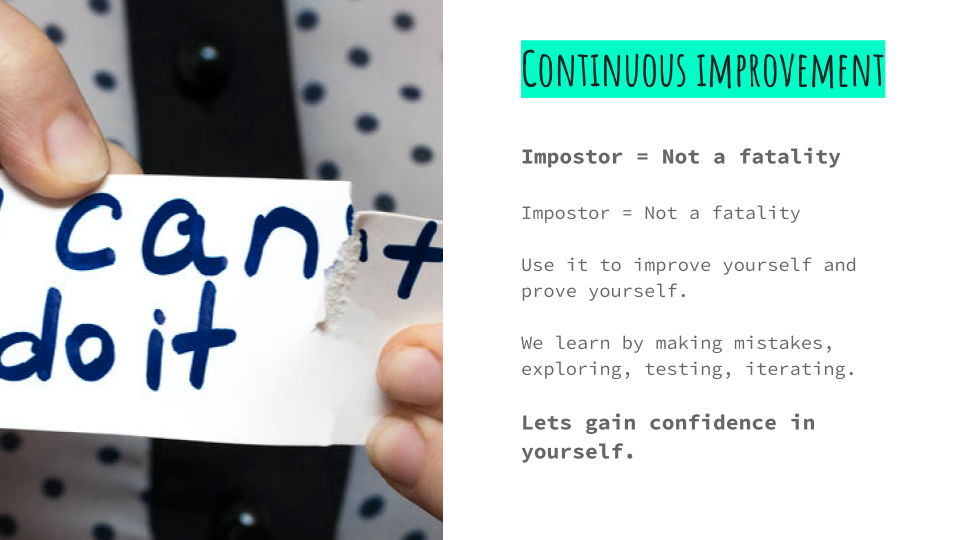 can't
do it
Continuous improvement
Impostor = Not a fatality
Impostor = Not a fatality
Use it to improve yourself and
prove yourself.
We learn by making mistakes,
exploring, testing, iterating.
Lets gain confidence in
yourself.